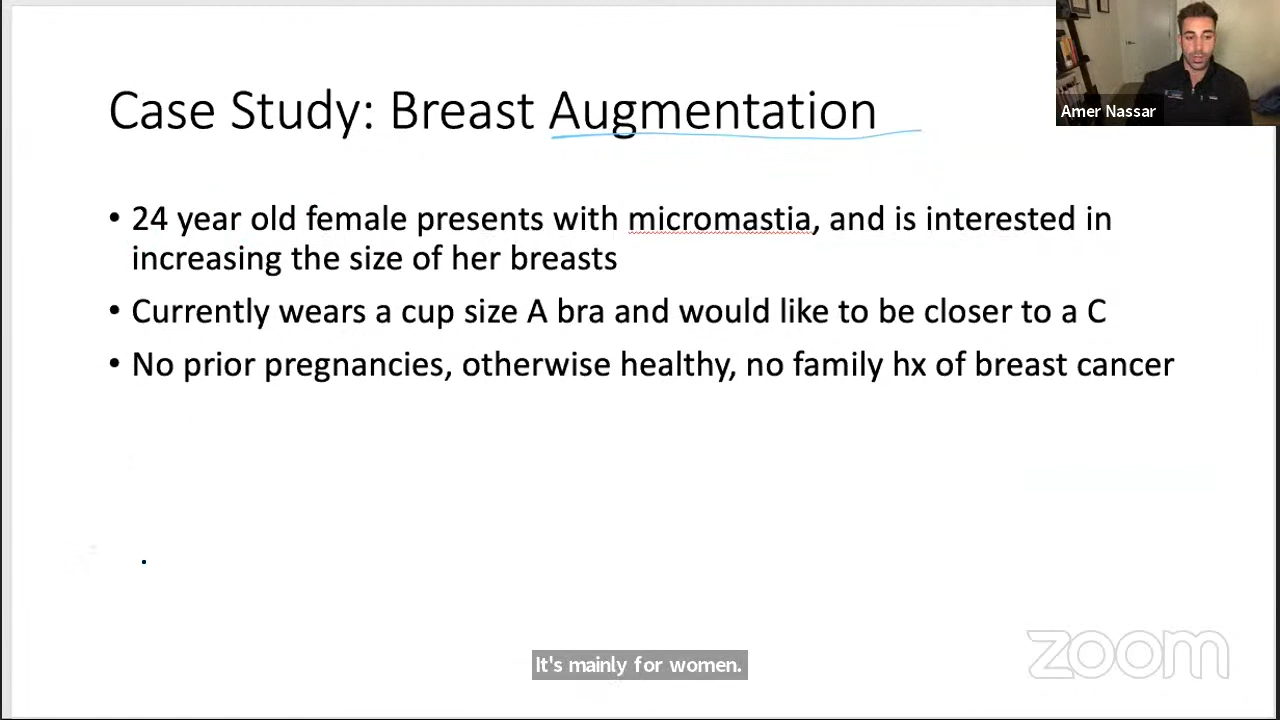 Case Study: Breast Augmentation
Amer Nassar
• 24 year old female presents with micromastia, and is interested in
increasing the size of her breasts
• Currently wears a cup size A bra and would like to be closer to a C
• No prior pregnancies, otherwise healthy, no family hx of breast cancer
It's mainly for women.
zoom